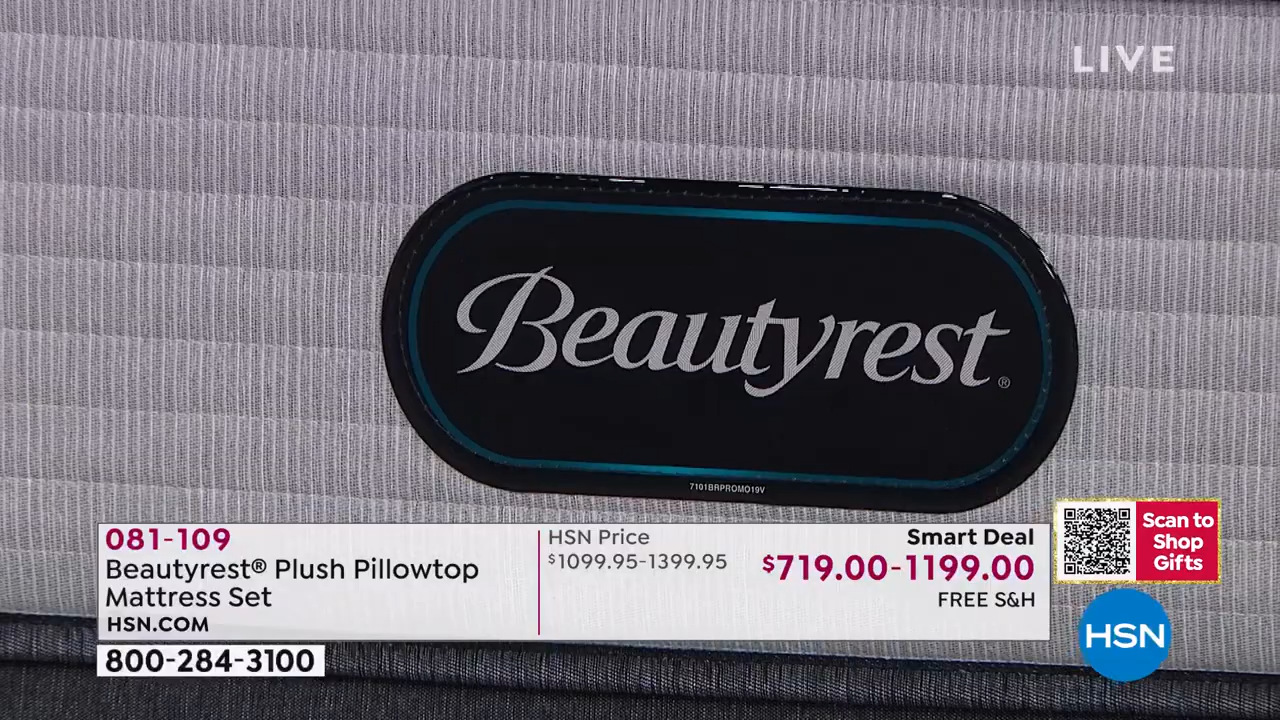 LIVE
Beautyrest®
7101BRPROMO19V
081-109
Beautyrest® Plush Pillowtop
Mattress Set
HSN.COM
800-284-3100
HSN Price
$1099.95-1399.95
Smart Deal
$719.00-1199.00
FREE S&H
Scan to
Shop
Gifts
HSN